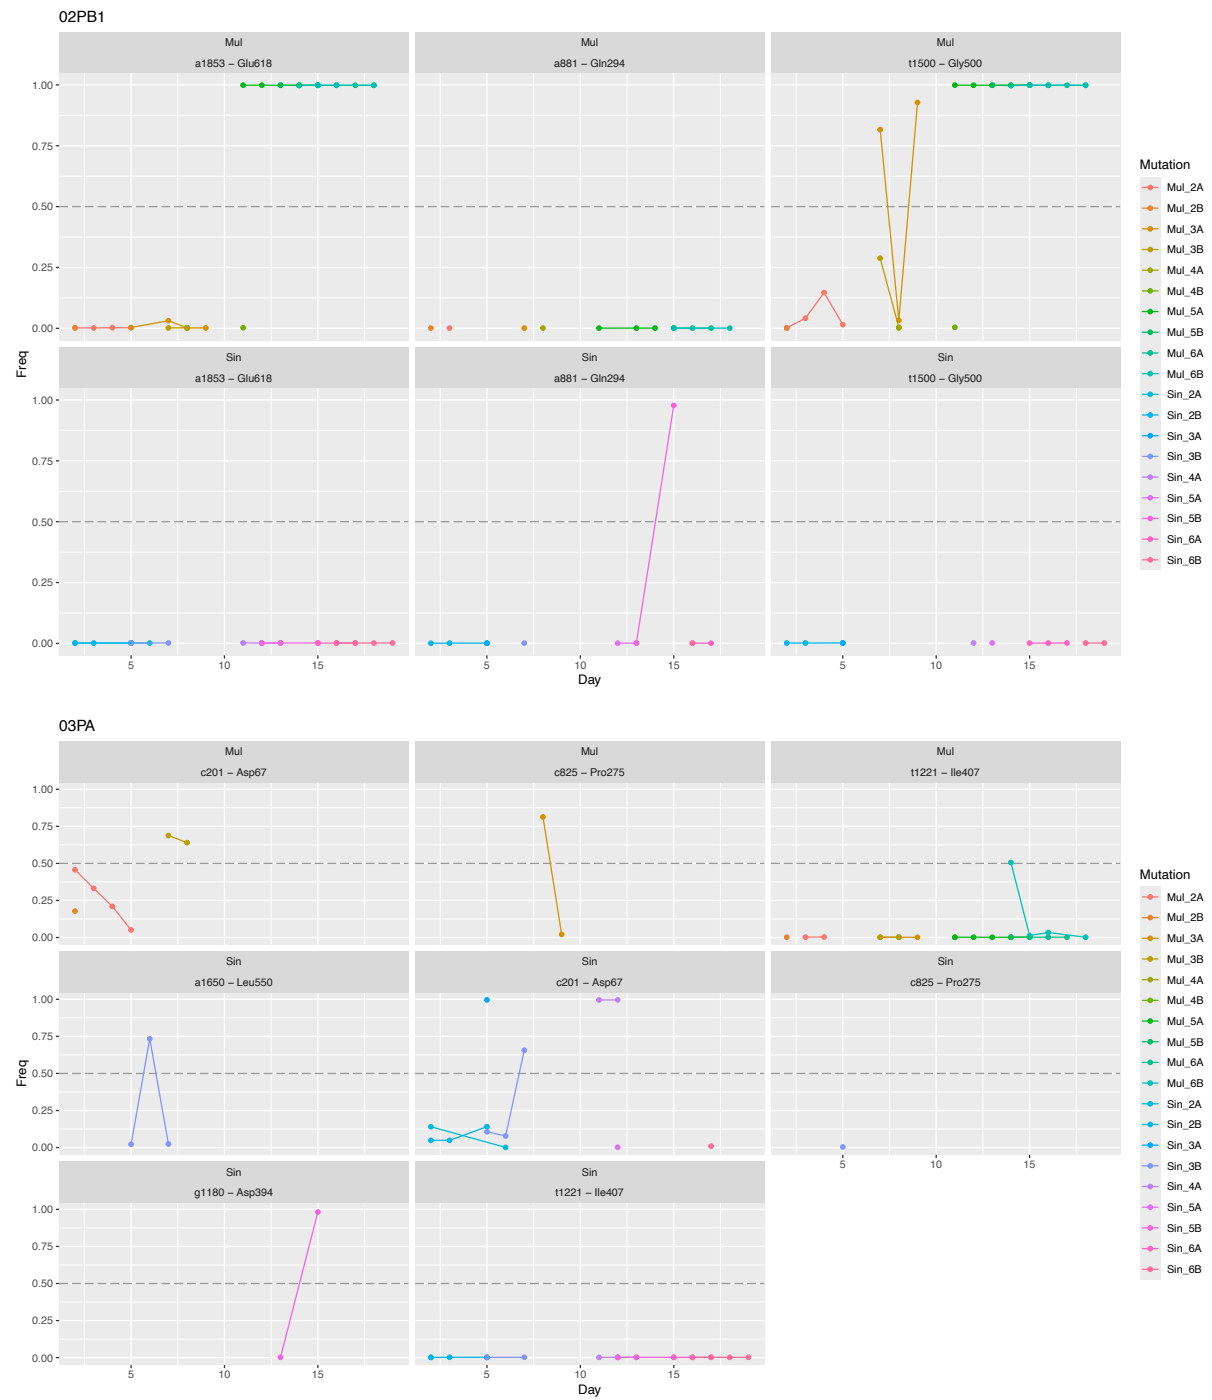 02PB1
Mul Mul Mul
a1853 − Glu618 a881 − Gln294 t1500 − Gly500
1.00
0.75
0.50
0.25
0.00
Sin Sin Sin
a1853 − Glu618 a881 − Gln294 t1500 − Gly500
1.00
0.75
0.50
0.25
0.00
5 10 15 5 10 15 5 10 15
Freq
Day
Mutation
Mul_2A
Mul_2B
Mul_3A
Mul_3B
Mul_4A
Mul_4B
Mul_5A
Mul_5B
Mul_6A
Mul_6B
Sin_2A
Sin_2B
Sin_3A
Sin_3B
Sin_4A
Sin_5A
Sin_5B
Sin_6A
Sin_6B
03PA
Mul Mul Mul
c201 − Asp67 c825 − Pro275 t1221 − Ile407
1.00
0.75
0.50
0.25
0.00
Sin Sin Sin
a1650 − Leu550 c201 − Asp67 c825 − Pro275
1.00
0.75
0.50
0.25
0.00
5 10 15
Sin Sin
g1180 − Asp394 t1221 − Ile407
1.00
0.75
0.50
0.25
0.00
5 10 15 5 10 15
Freq
Day
Mutation
Mul_2A
Mul_2B
Mul_3A
Mul_3B
Mul_4A
Mul_4B
Mul_5A
Mul_5B
Mul_6A
Mul_6B
Sin_2A
Sin_2B
Sin_3A
Sin_3B
Sin_4A
Sin_5A
Sin_5B
Sin_6A
Sin_6B